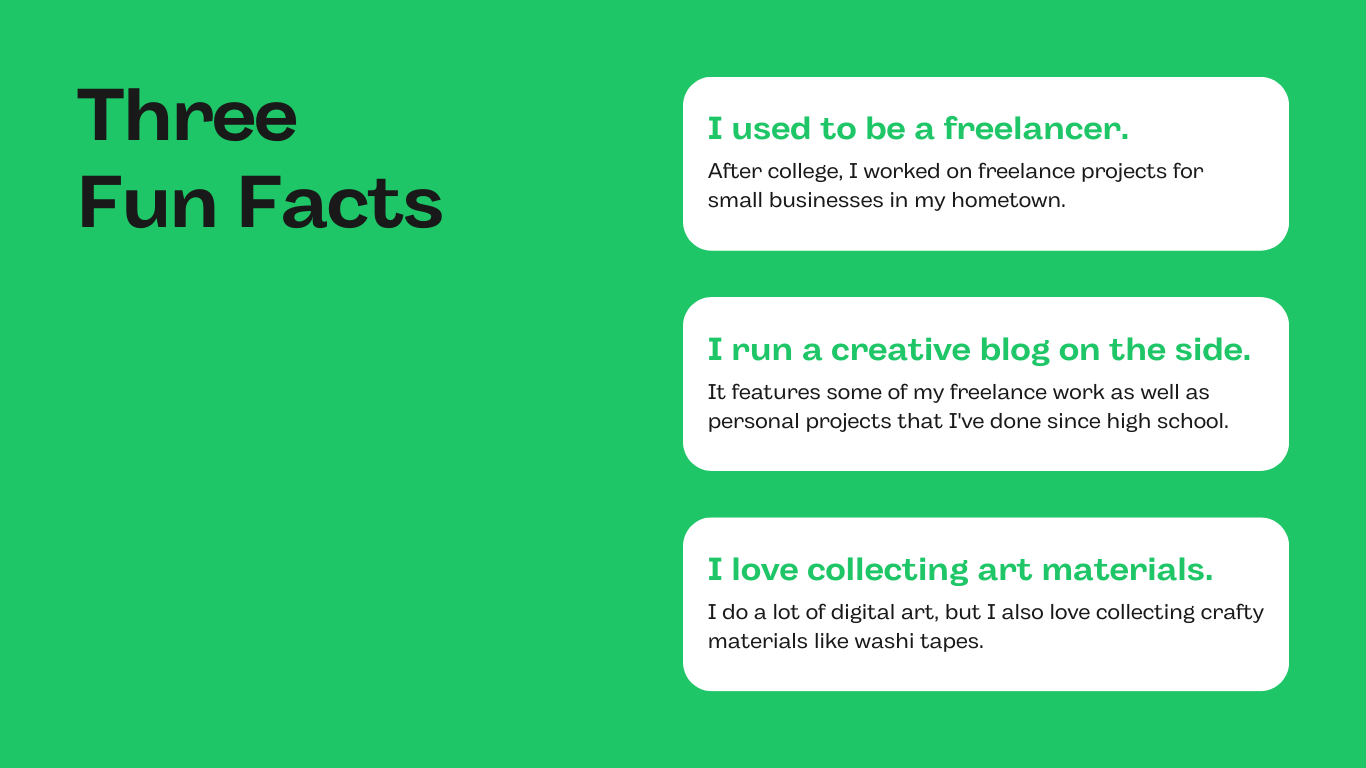 Three
Fun Facts
I used to be a freelancer.
After college, I worked on freelance projects for
small businesses in my hometown.
I run a creative blog on the side.
It features some of my freelance work as well as
personal projects that I've done since high school.
I love collecting art materials.
I do a lot of digital art, but I also love collecting crafty
materials like washi tapes.